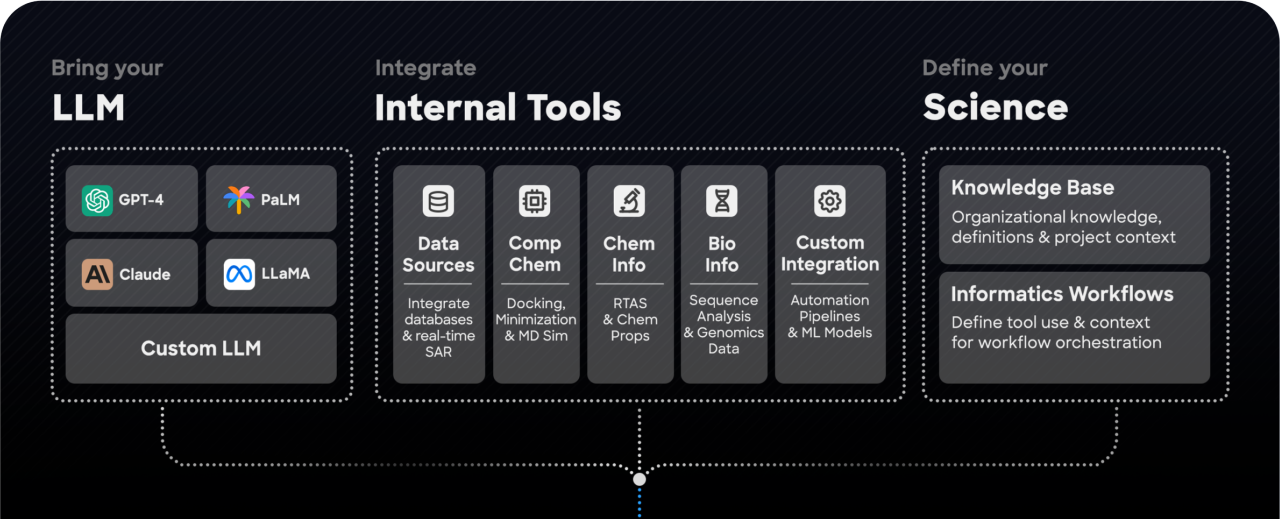 Bring your
LLM
GPT-4
PaLM
Claude
LLaMA
Custom LLM
Integrate
Internal Tools
Data
Sources
Integrate
databases
& real-time
SAR
Comp
Chem
Docking,
Minimization
& MD Sim
Chem
Info
RTAS
& Chem
Props
Bio
Info
Sequence
Analysis
& Genomics
Data
Custom
Integration
Automation
Pipelines
& ML Models
Define your
Science
Knowledge Base
Organizational knowledge,
definitions & project context
Informatics Workflows
Define tool use & context
for workflow orchestration